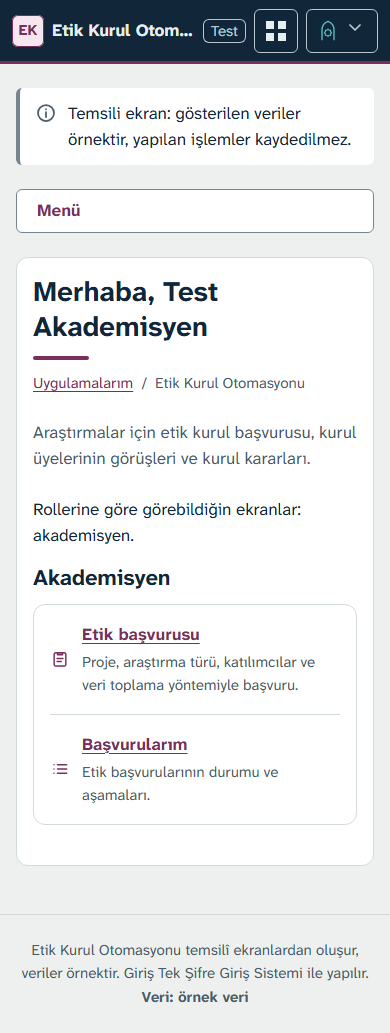 EK Etik Kurul Otom... Test
Temsili ekran: gösterilen veriler
örnektir, yapılan işlemler kaydedilmez.
Menü
Merhaba, Test
Akademisyen
Uygulamalarım / Etik Kurul Otomasyonu
Araştırmalar için etik kurul başvurusu, kurul
üyelerinin görüşleri ve kurul kararları.
Rollerine göre görebildiğin ekranlar:
akademisyen.
Akademisyen
Etik başvurusu
Proje, araştırma türü, katılımcılar ve
veri toplama yöntemiyle başvuru.
Başvurularım
Etik başvurularının durumu ve
aşamaları.
Etik Kurul Otomasyonu temsilî ekranlardan oluşur,
veriler örnektir. Giriş Tek Şifre Giriş Sistemi ile yapılır.
Veri: örnek veri